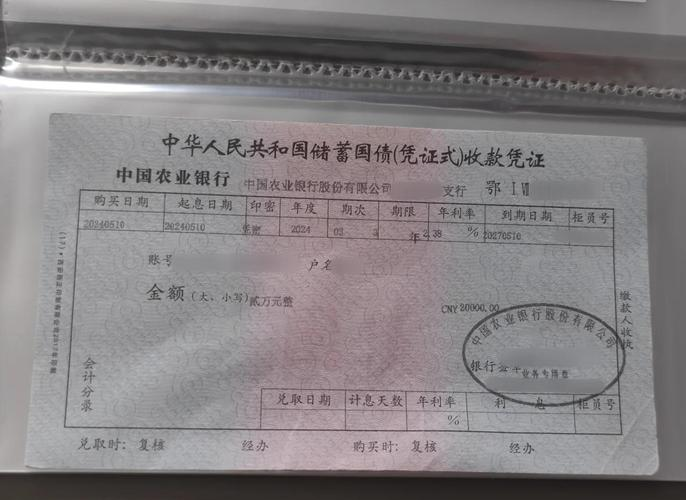 中华人民共和国储蓄国债(凭证式)收款凭证
中国农业银行 中国农业银行股份有限公司 支行 鄂 I Ⅶ
购买日期 起息日期 印密 年度 期次 期限 年利率 到期日期 柜员号
20240510 20240510 凭密 2024 03 3 年 2.38 % 20270510
账号 户名
金额(大、小写) 贰万元整 CNY 20000.00
中国农业银行股份有限公司
银行
业务专用章
缴款人收执
会计分录
兑取日期 计息天数 年利率 利 息 柜员号
%
兑取时: 复核 经办 购买时: 复核 经办